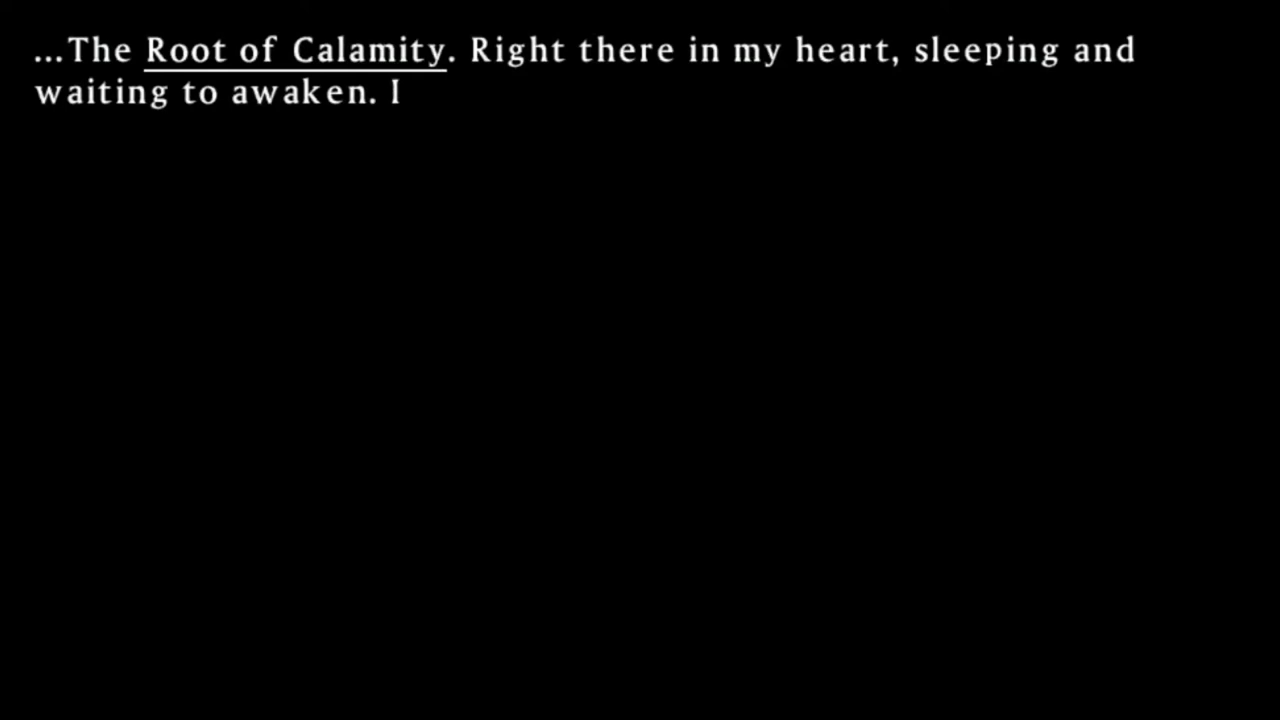 ...The Root of Calamity. Right there in my heart, sleeping and
waiting to awaken. I